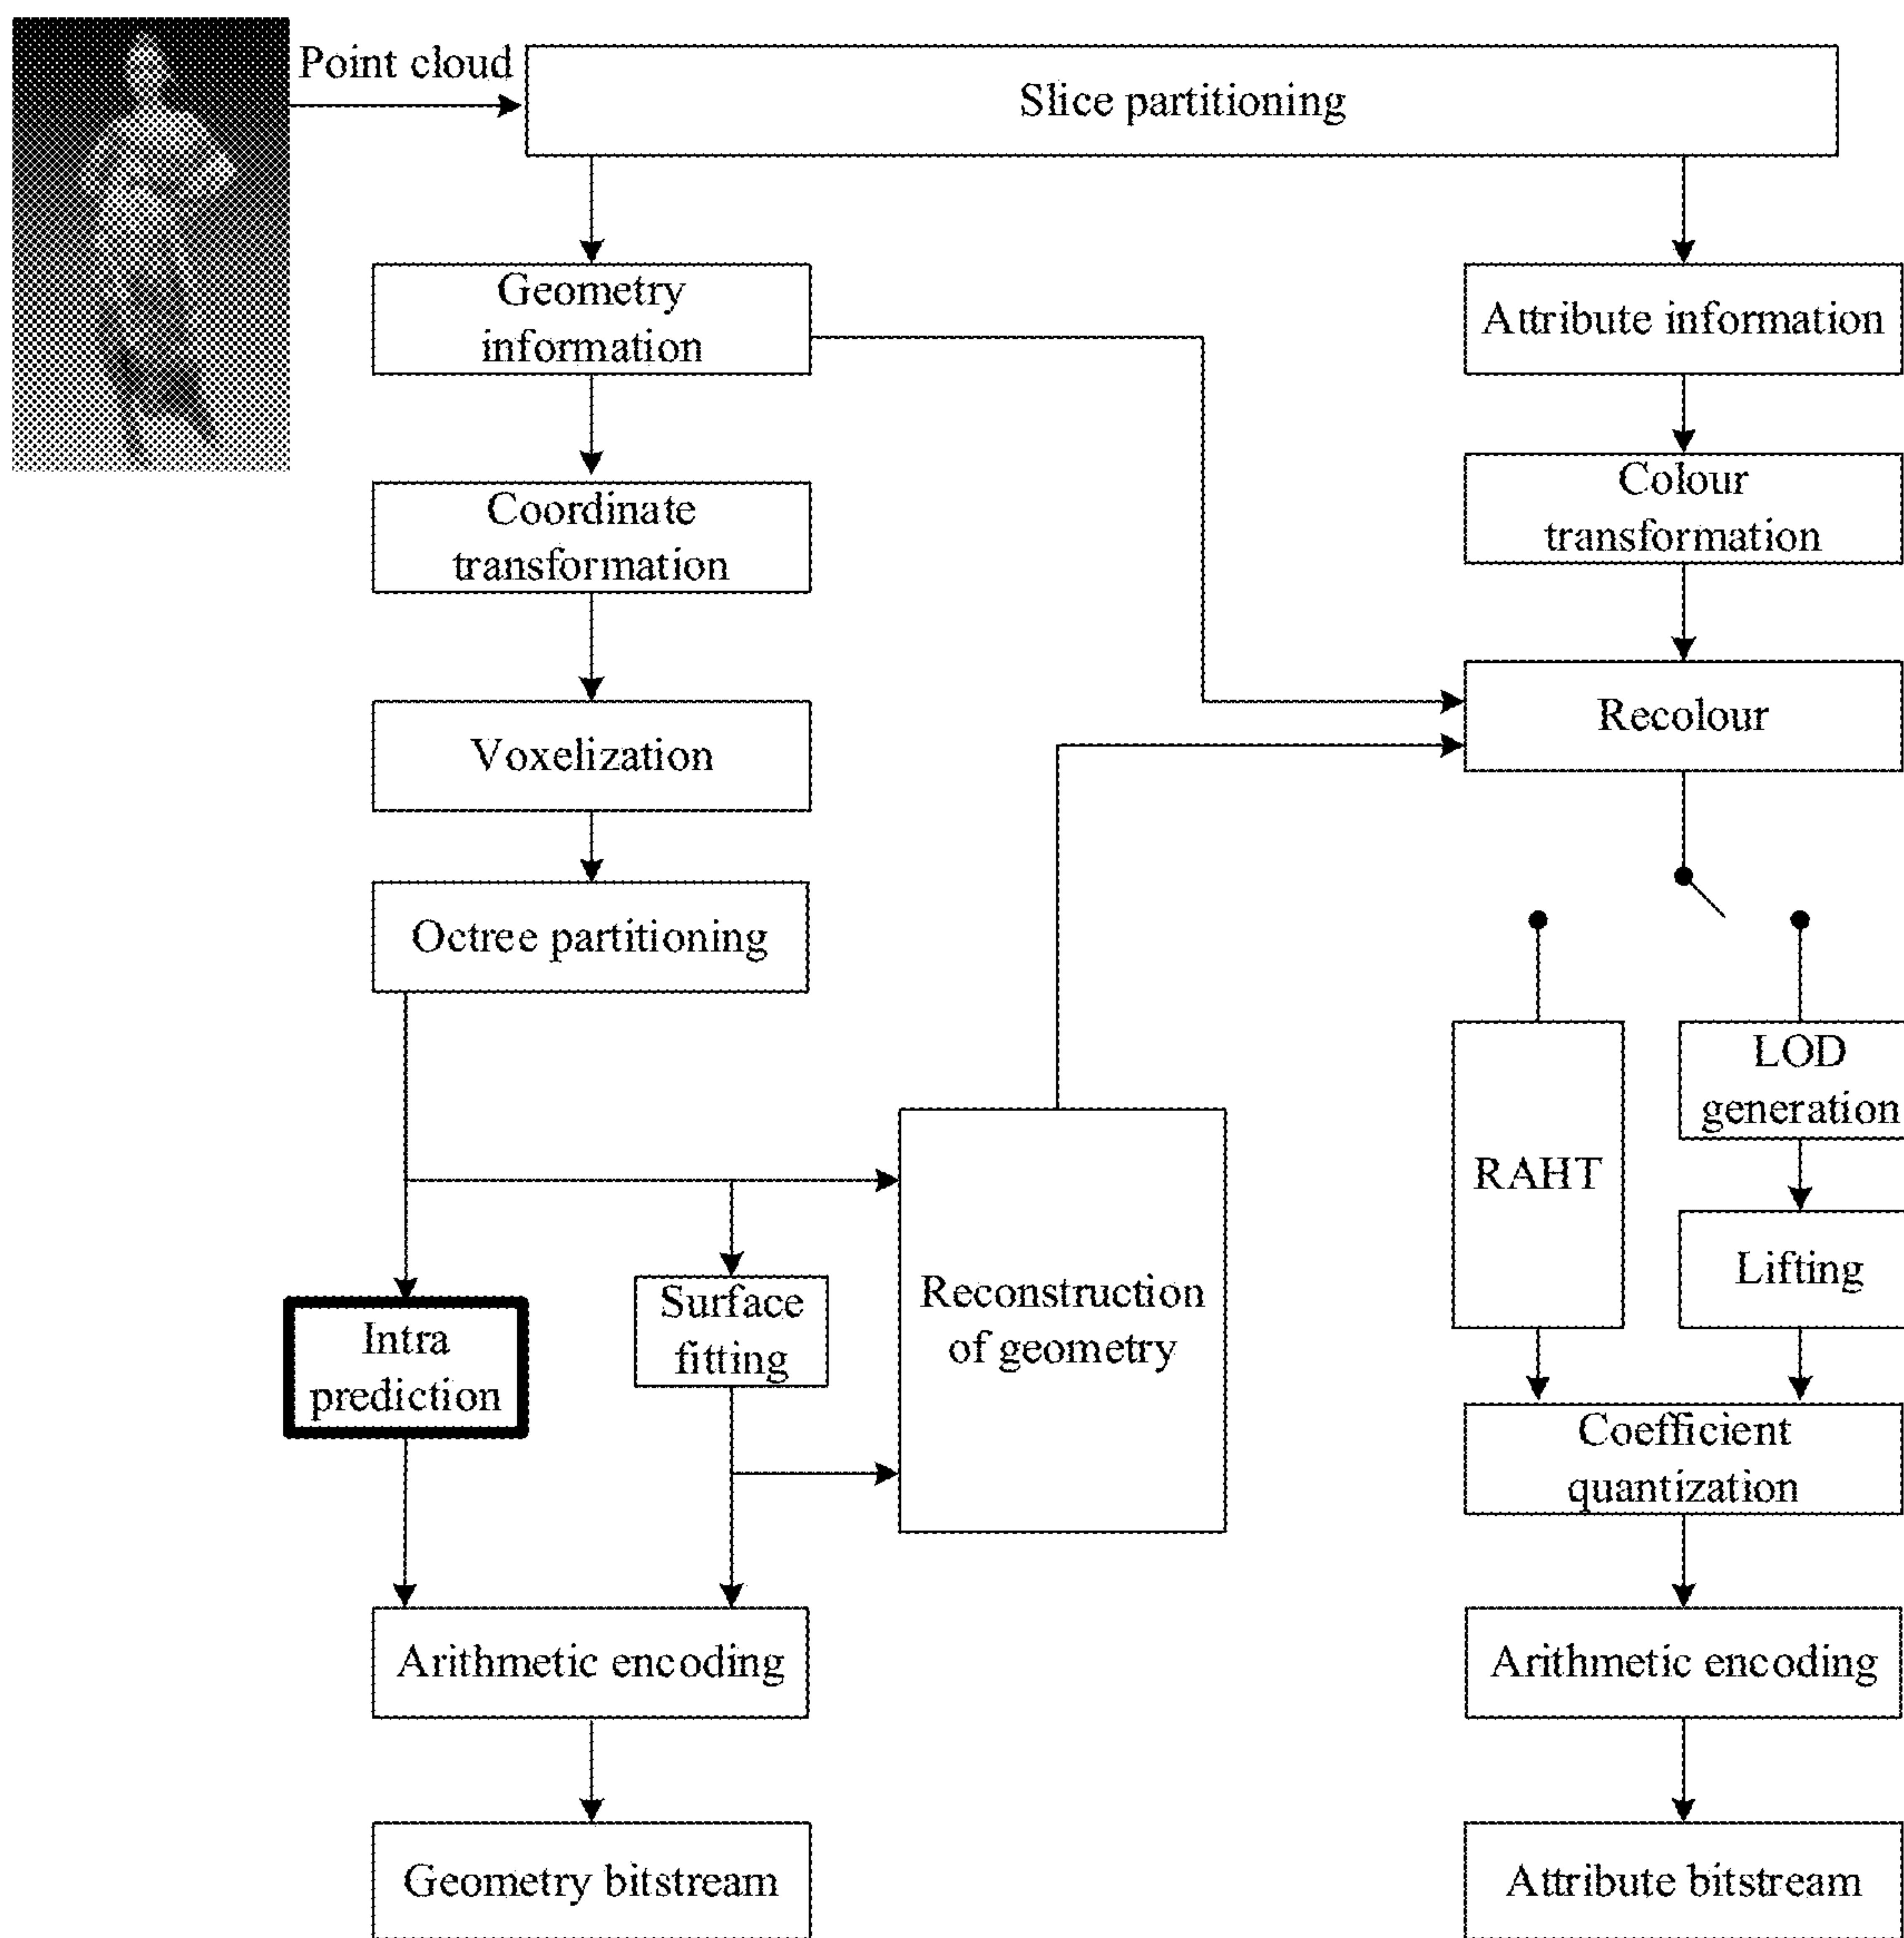 Point cloud
Slice partitioning
Geometry
information
Attribute information
Coordinate
transformation
Colour
transformation
Voxelization
Recolour
Octree partitioning
RAHT
LOD
generation
Lifting
Intra
prediction
Surface
fitting
Reconstruction
of geometry
Coefficient
quantization
Arithmetic encoding
Arithmetic encoding
Geometry bitstream
Attribute bitstream